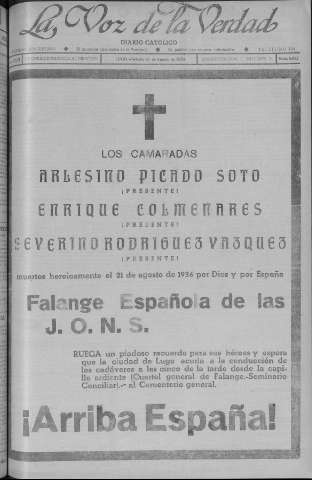 La Voz de la Verdad
DIARIO CATOLICO
LOS CAMARADAS
ARLESINO PICADO SOTO
¡PRESENTE!
ENRIQUE COLMENARES
¡PRESENTE!
SEVERINO RODRIGUEZ VAZQUEZ
¡PRESENTE!
muertos heroicamente el 21 de agosto de 1936 por Dios y por España
Falange Española de las
J. O. N. S.
RUEGA un piadoso recuerdo para sus héroes y espera
que la ciudad de Lugo acuda a la conducción de
los cadáveres a las cinco de la tarde desde la capi-
lla ardiente (Cuartel general de Falange.-Seminario
Conciliar).- al Cementerio general.
¡Arriba España!